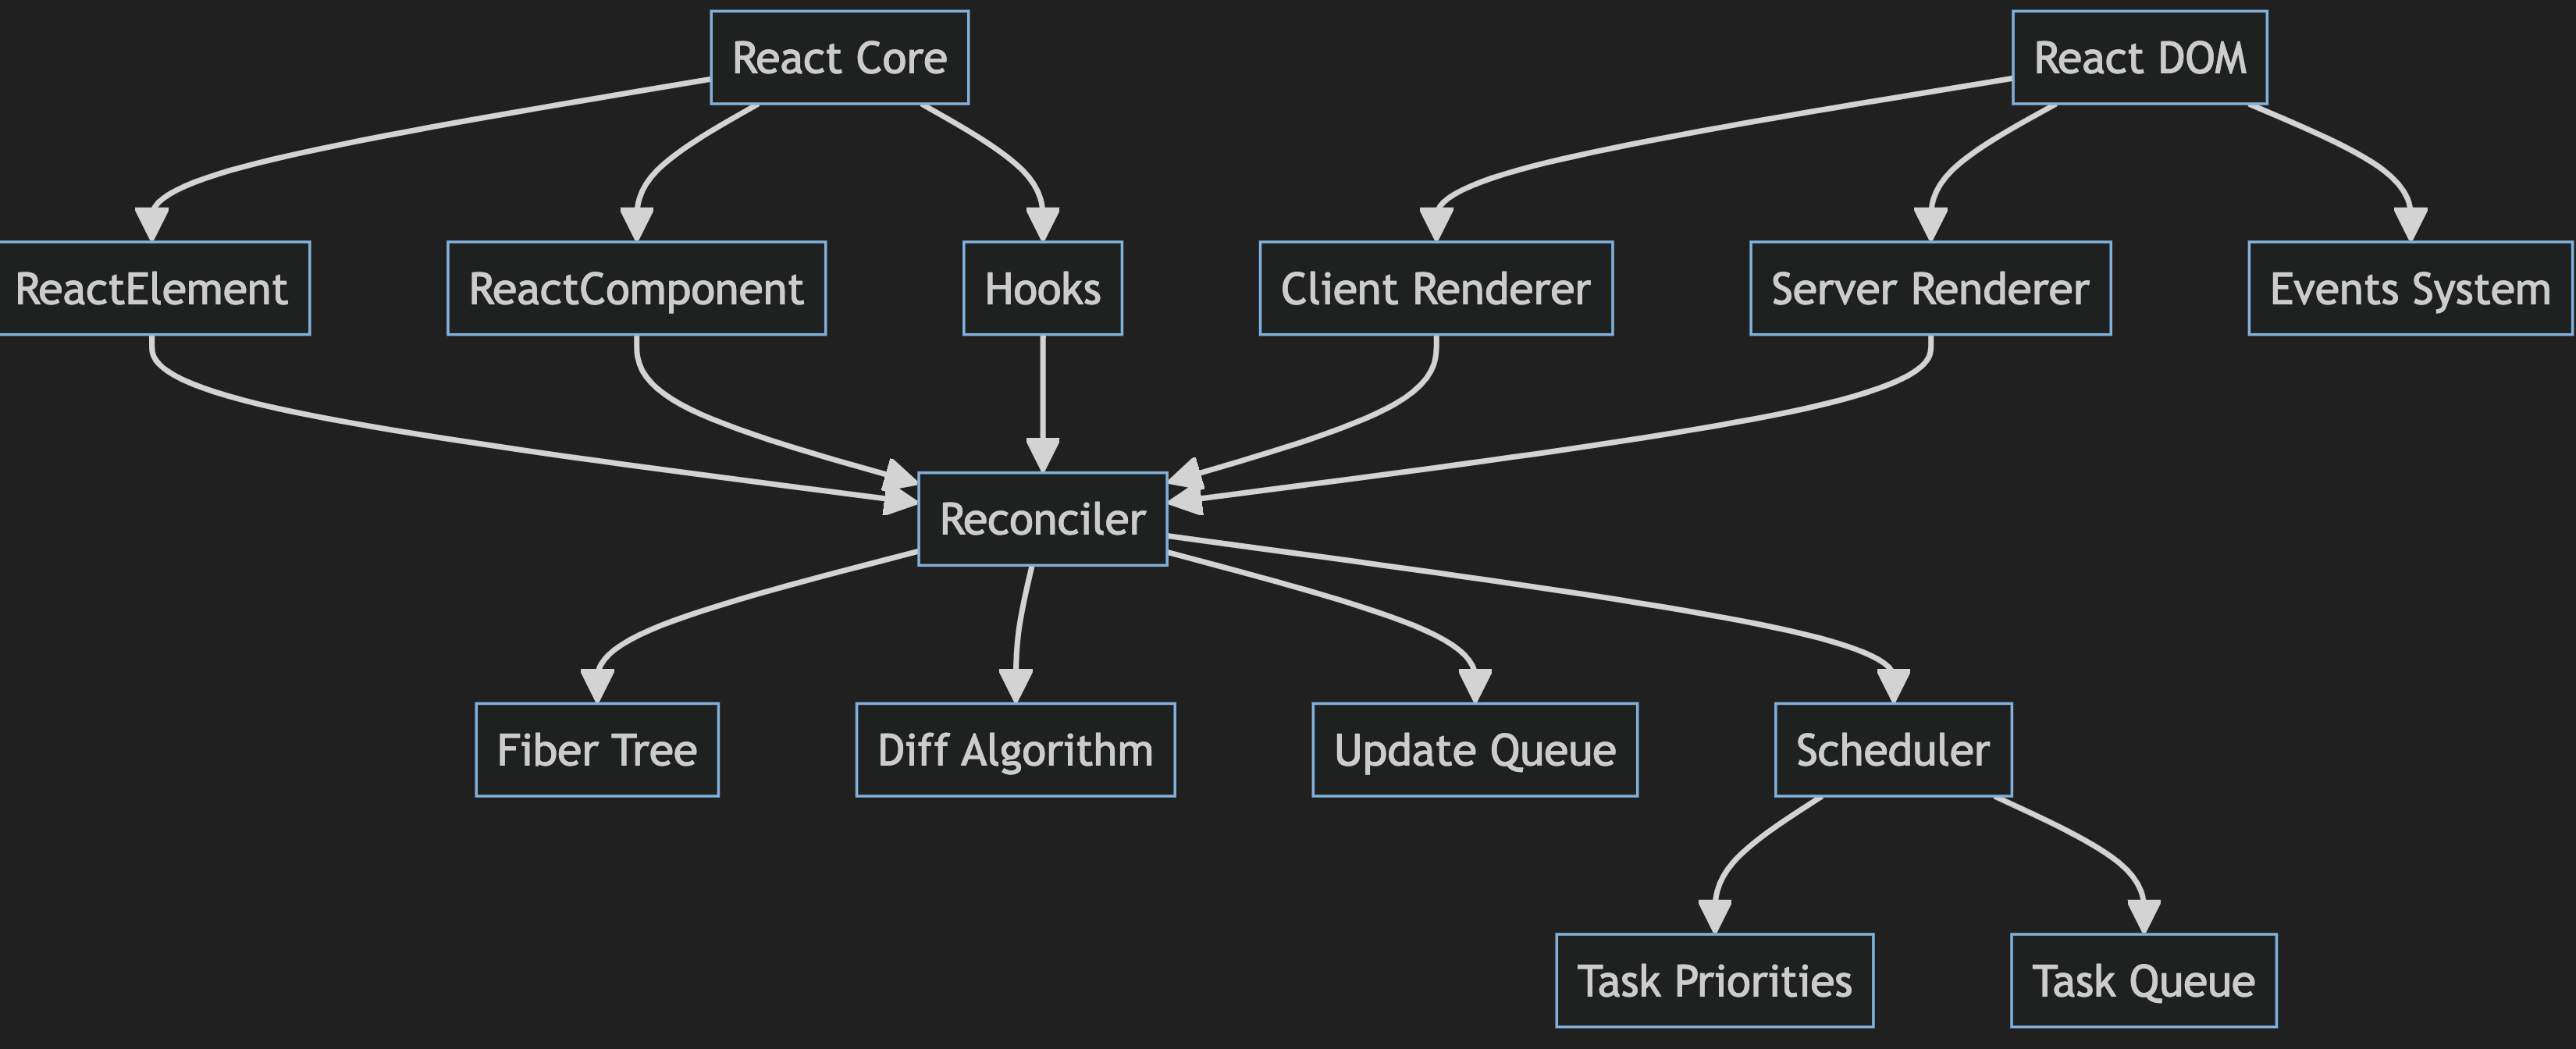 React Core
React DOM
ReactElement
ReactComponent
Hooks
Client Renderer
Server Renderer
Events System
Reconciler
Fiber Tree
Diff Algorithm
Update Queue
Scheduler
Task Priorities
Task Queue